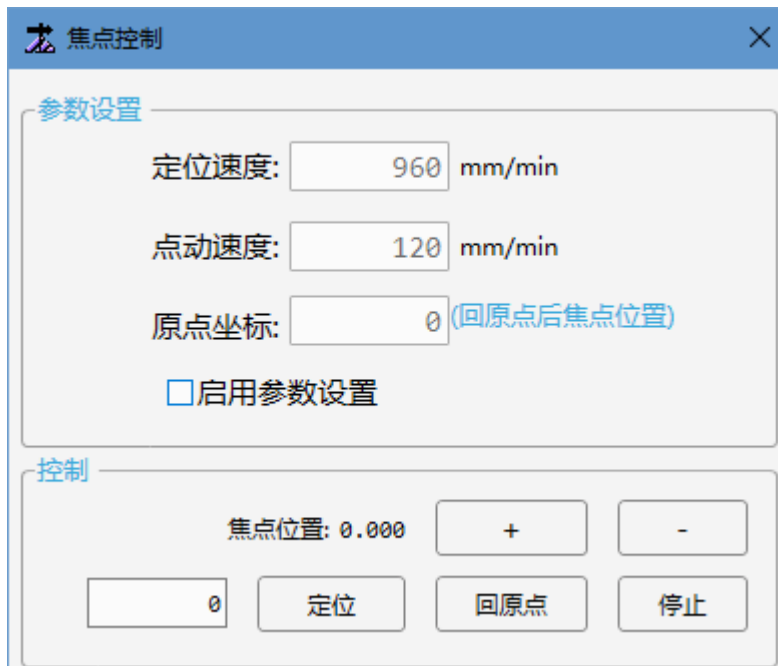 焦点控制
参数设置
定位速度: 960 mm/min
点动速度: 120 mm/min
原点坐标: 0 (回原点后焦点位置)
启用参数设置
控制
焦点位置: 0.000 + -
0 定位 回原点 停止